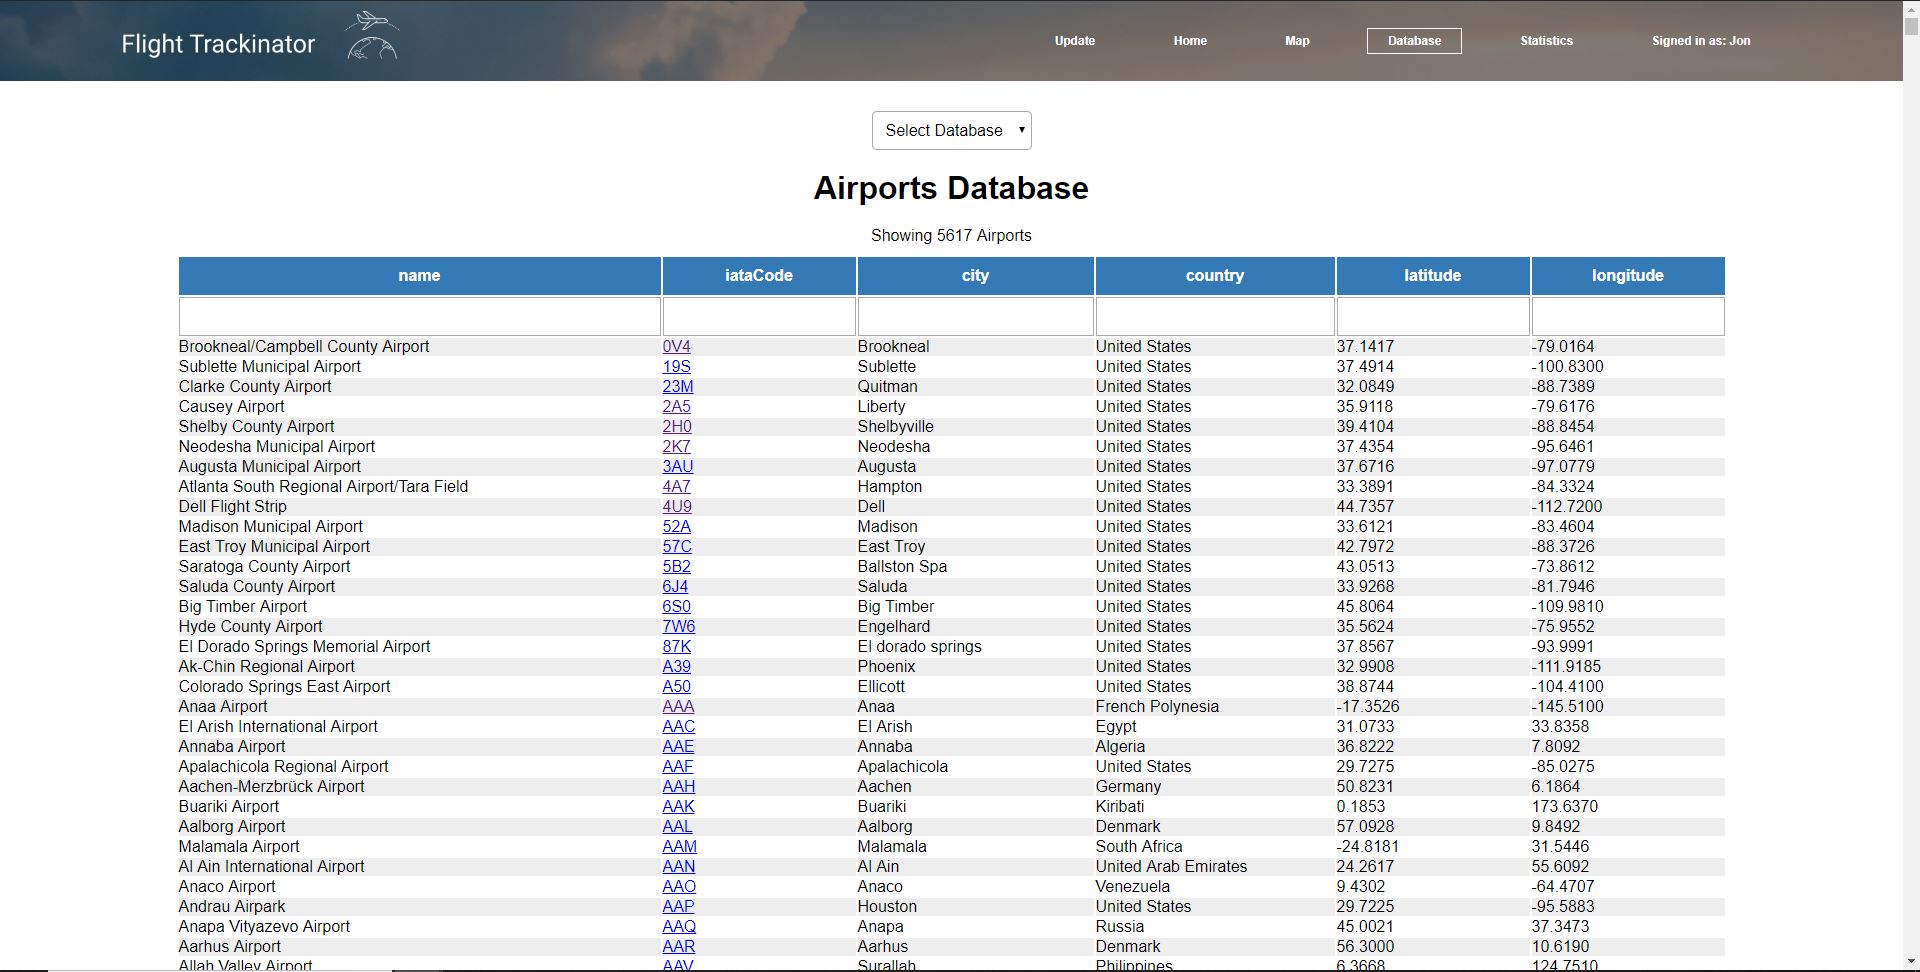 Flight Trackinator Update Home Map Database Statistics Signed in as: Jon
Select Database
Airports Database
Showing 5617 Airports
name iataCode city country latitude longitude
Brookneal/Campbell County Airport 0V4 Brookneal United States 37.1417 -79.0164
Sublette Municipal Airport 19S Sublette United States 37.4914 -100.8300
Clarke County Airport 23M Quitman United States 32.0849 -88.7389
Causey Airport 2A5 Liberty United States 35.9118 -79.6176
Shelby County Airport 2H0 Shelbyville United States 39.4104 -88.8454
Neodesha Municipal Airport 2K7 Neodesha United States 37.4354 -95.6461
Augusta Municipal Airport 3AU Augusta United States 37.6716 -97.0779
Atlanta South Regional Airport/Tara Field 4A7 Hampton United States 33.3891 -84.3324
Dell Flight Strip 4U9 Dell United States 44.7357 -112.7200
Madison Municipal Airport 52A Madison United States 33.6121 -83.4604
East Troy Municipal Airport 57C East Troy United States 42.7972 -88.3726
Saratoga County Airport 5B2 Ballston Spa United States 43.0513 -73.8612
Saluda County Airport 6J4 Saluda United States 33.9268 -81.7946
Big Timber Airport 6S0 Big Timber United States 45.8064 -109.9810
Hyde County Airport 7W6 Engelhard United States 35.5624 -75.9552
El Dorado Springs Memorial Airport 87K El dorado springs United States 37.8567 -93.9991
Ak-Chin Regional Airport A39 Phoenix United States 32.9908 -111.9185
Colorado Springs East Airport A50 Ellicott United States 38.8744 -104.4100
Anaa Airport AAA Anaa French Polynesia -17.3526 -145.5100
El Arish International Airport AAC El Arish Egypt 31.0733 33.8358
Annaba Airport AAE Annaba Algeria 36.8222 7.8092
Apalachicola Regional Airport AAF Apalachicola United States 29.7275 -85.0275
Aachen-Merzbrück Airport AAH Aachen Germany 50.8231 6.1864
Buariki Airport AAK Buariki Kiribati 0.1853 173.6370
Aalborg Airport AAL Aalborg Denmark 57.0928 9.8492
Malamala Airport AAM Malamala South Africa -24.8181 31.5446
Al Ain International Airport AAN Al Ain United Arab Emirates 24.2617 55.6092
Anaco Airport AAO Anaco Venezuela 9.4302 -64.4707
Andrau Airpark AAP Houston United States 29.7225 -95.5883
Anapa Vityazevo Airport AAQ Anapa Russia 45.0021 37.3473
Aarhus Airport AAR Aarhus Denmark 56.3000 10.6190
Allah Valley Airport AAV Surallah Philippines 6.3668 124.7510